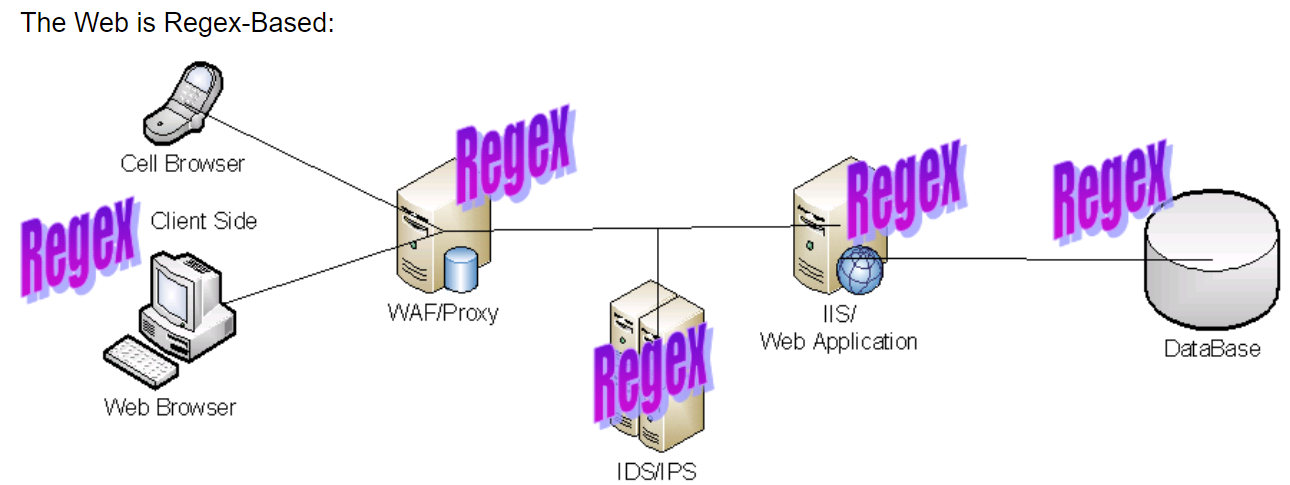 The Web is Regex-Based:
Cell Browser
Regex
Client Side
Web Browser
Regex
WAF/Proxy
Regex
IDS/IPS
Regex
IIS/
Web Application
Regex
DataBase